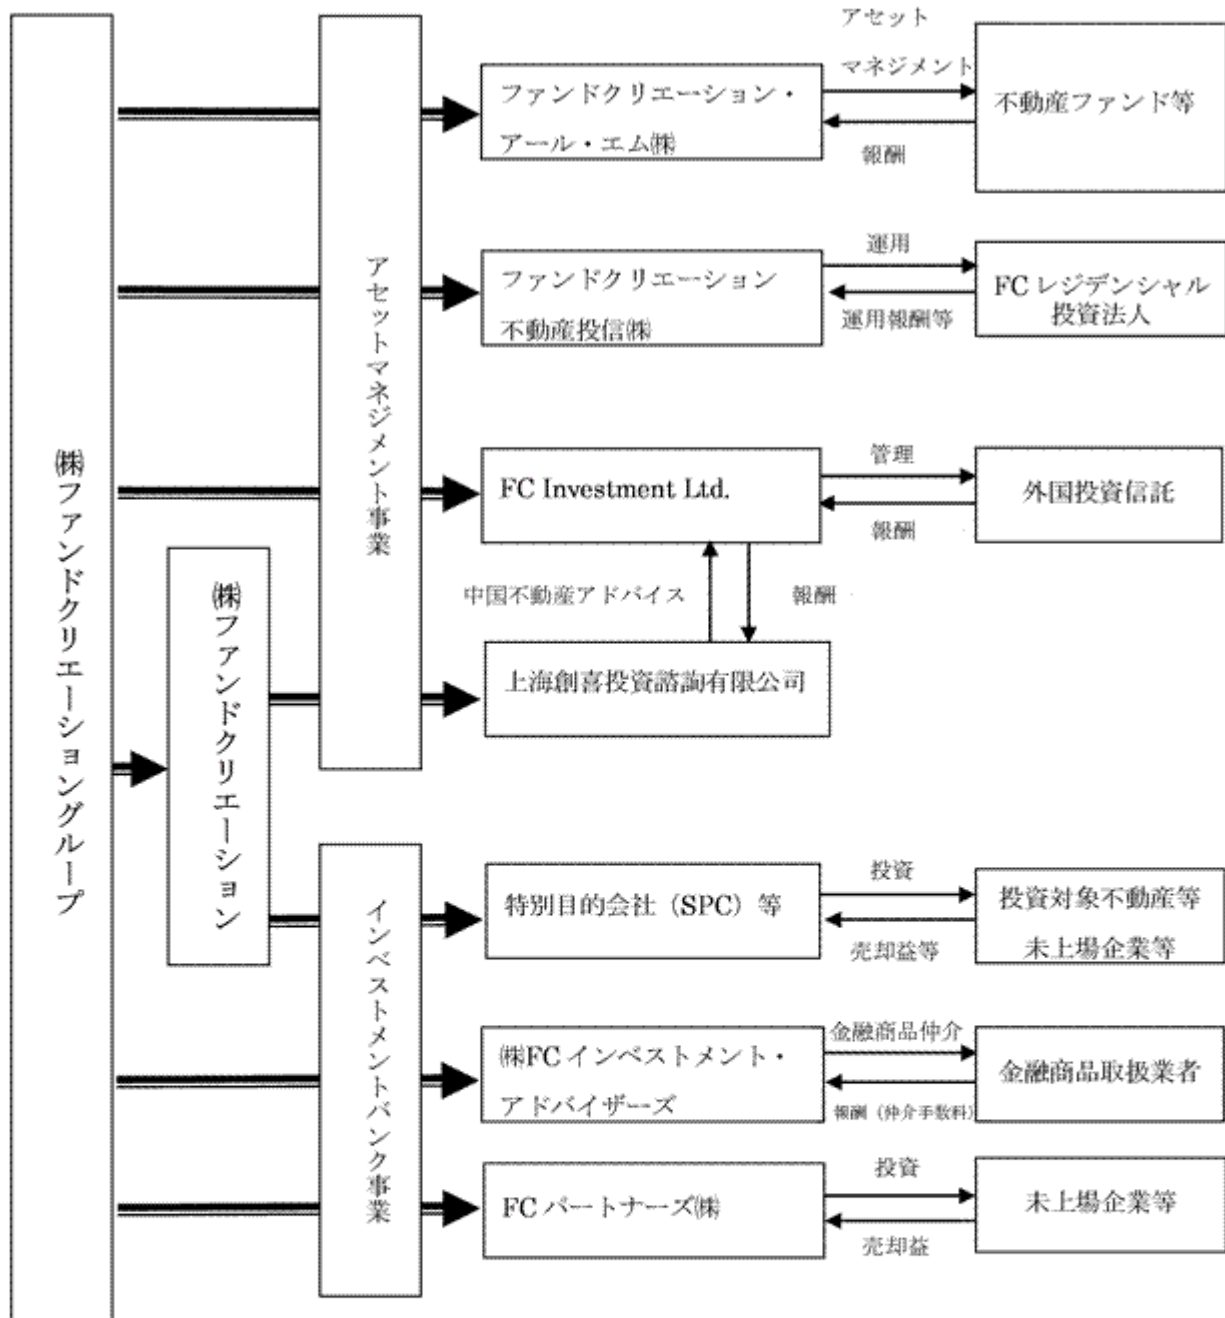 ㈱ファンドクリエーショングループ
㈱ファンドクリエーション
アセットマネジメント事業
ファンドクリエーション・
アール・エム㈱
アセット
マネジメント
報酬
不動産ファンド等
ファンドクリエーション
不動産投信㈱
運用
運用報酬等
FCレジデンシャル
投資法人
FC Investment Ltd.
管理
報酬
外国投資信託
中国不動産アドバイス
報酬
上海創喜投資諮詢有限公司
インベストメントバンク事業
特別目的会社（SPC）等
投資
売却益等
投資対象不動産等
未上場企業等
㈱FCインベストメント・
アドバイザーズ
金融商品仲介
報酬（仲介手数料）
金融商品取扱業者
FCパートナーズ㈱
投資
売却益
未上場企業等